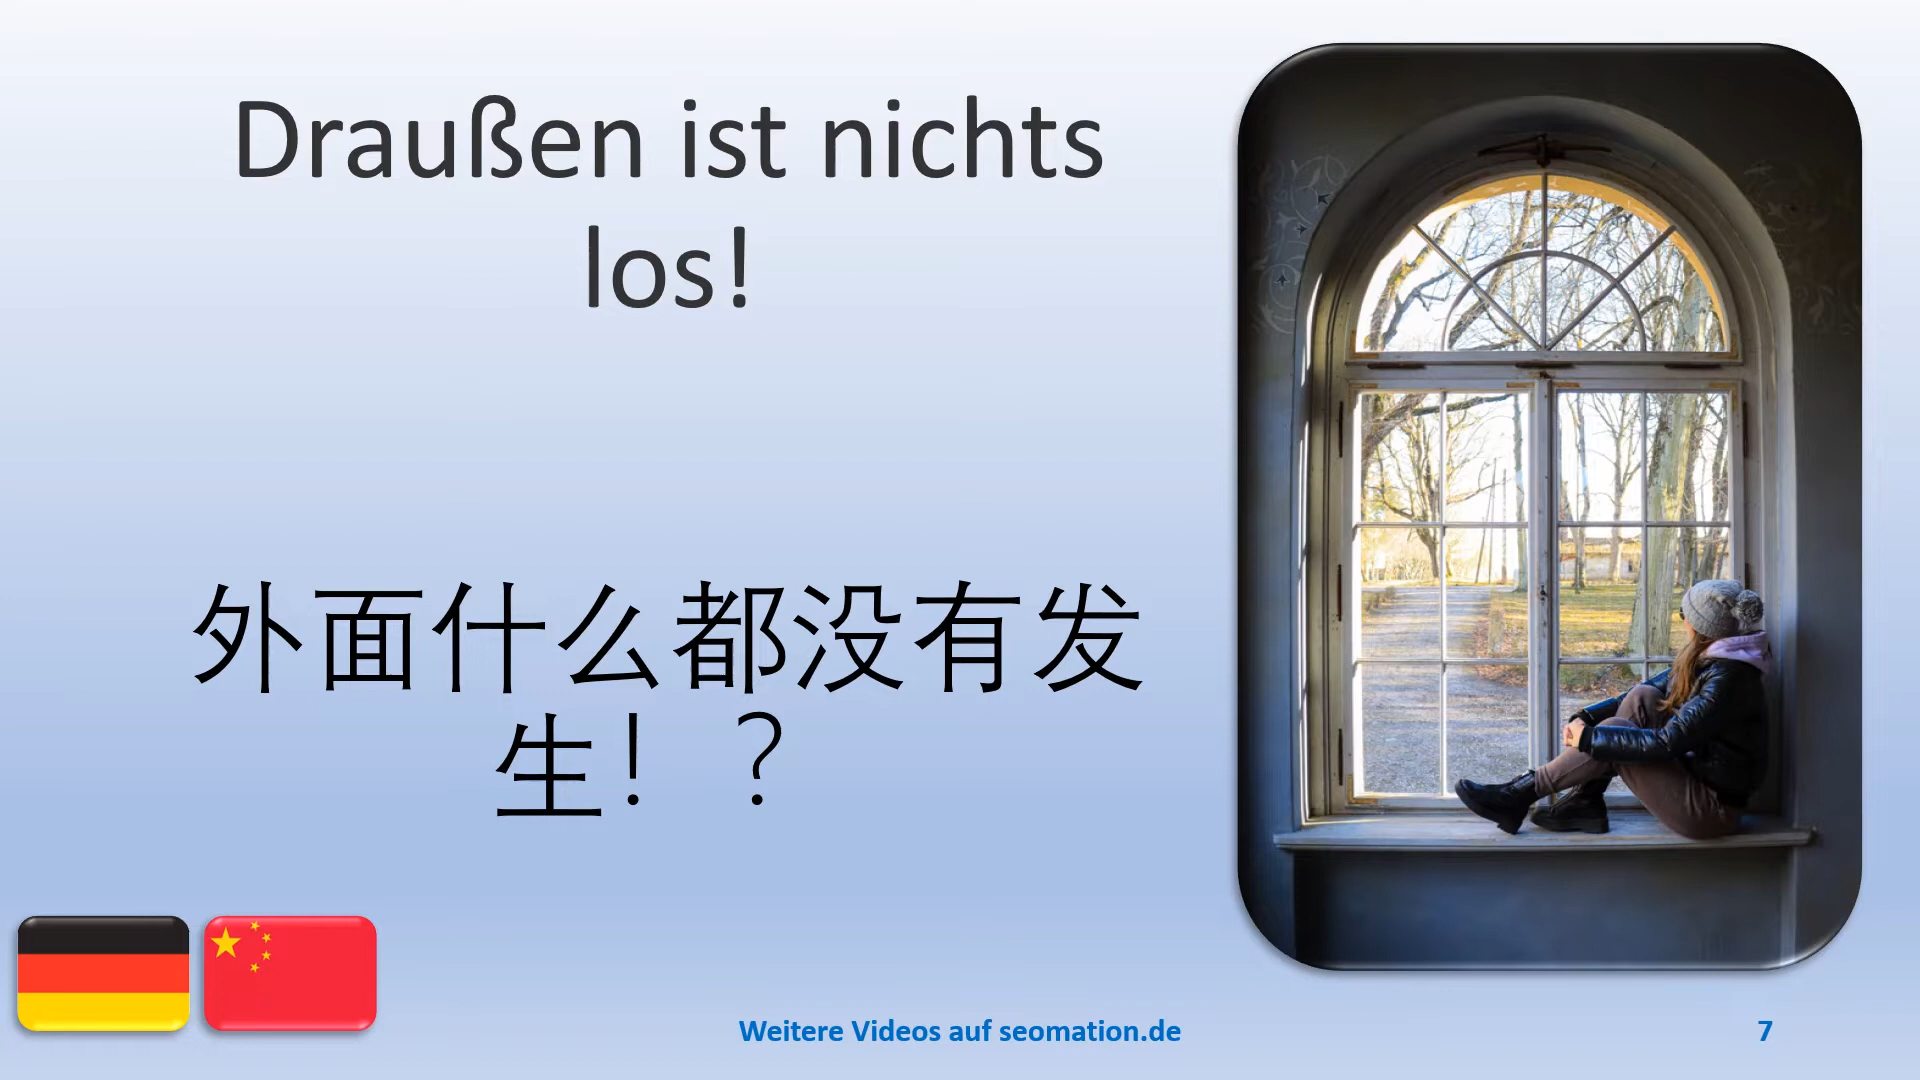 Draußen ist nichts
los!
外面什么都没有发
生！？
Weitere Videos auf seomation.de
7